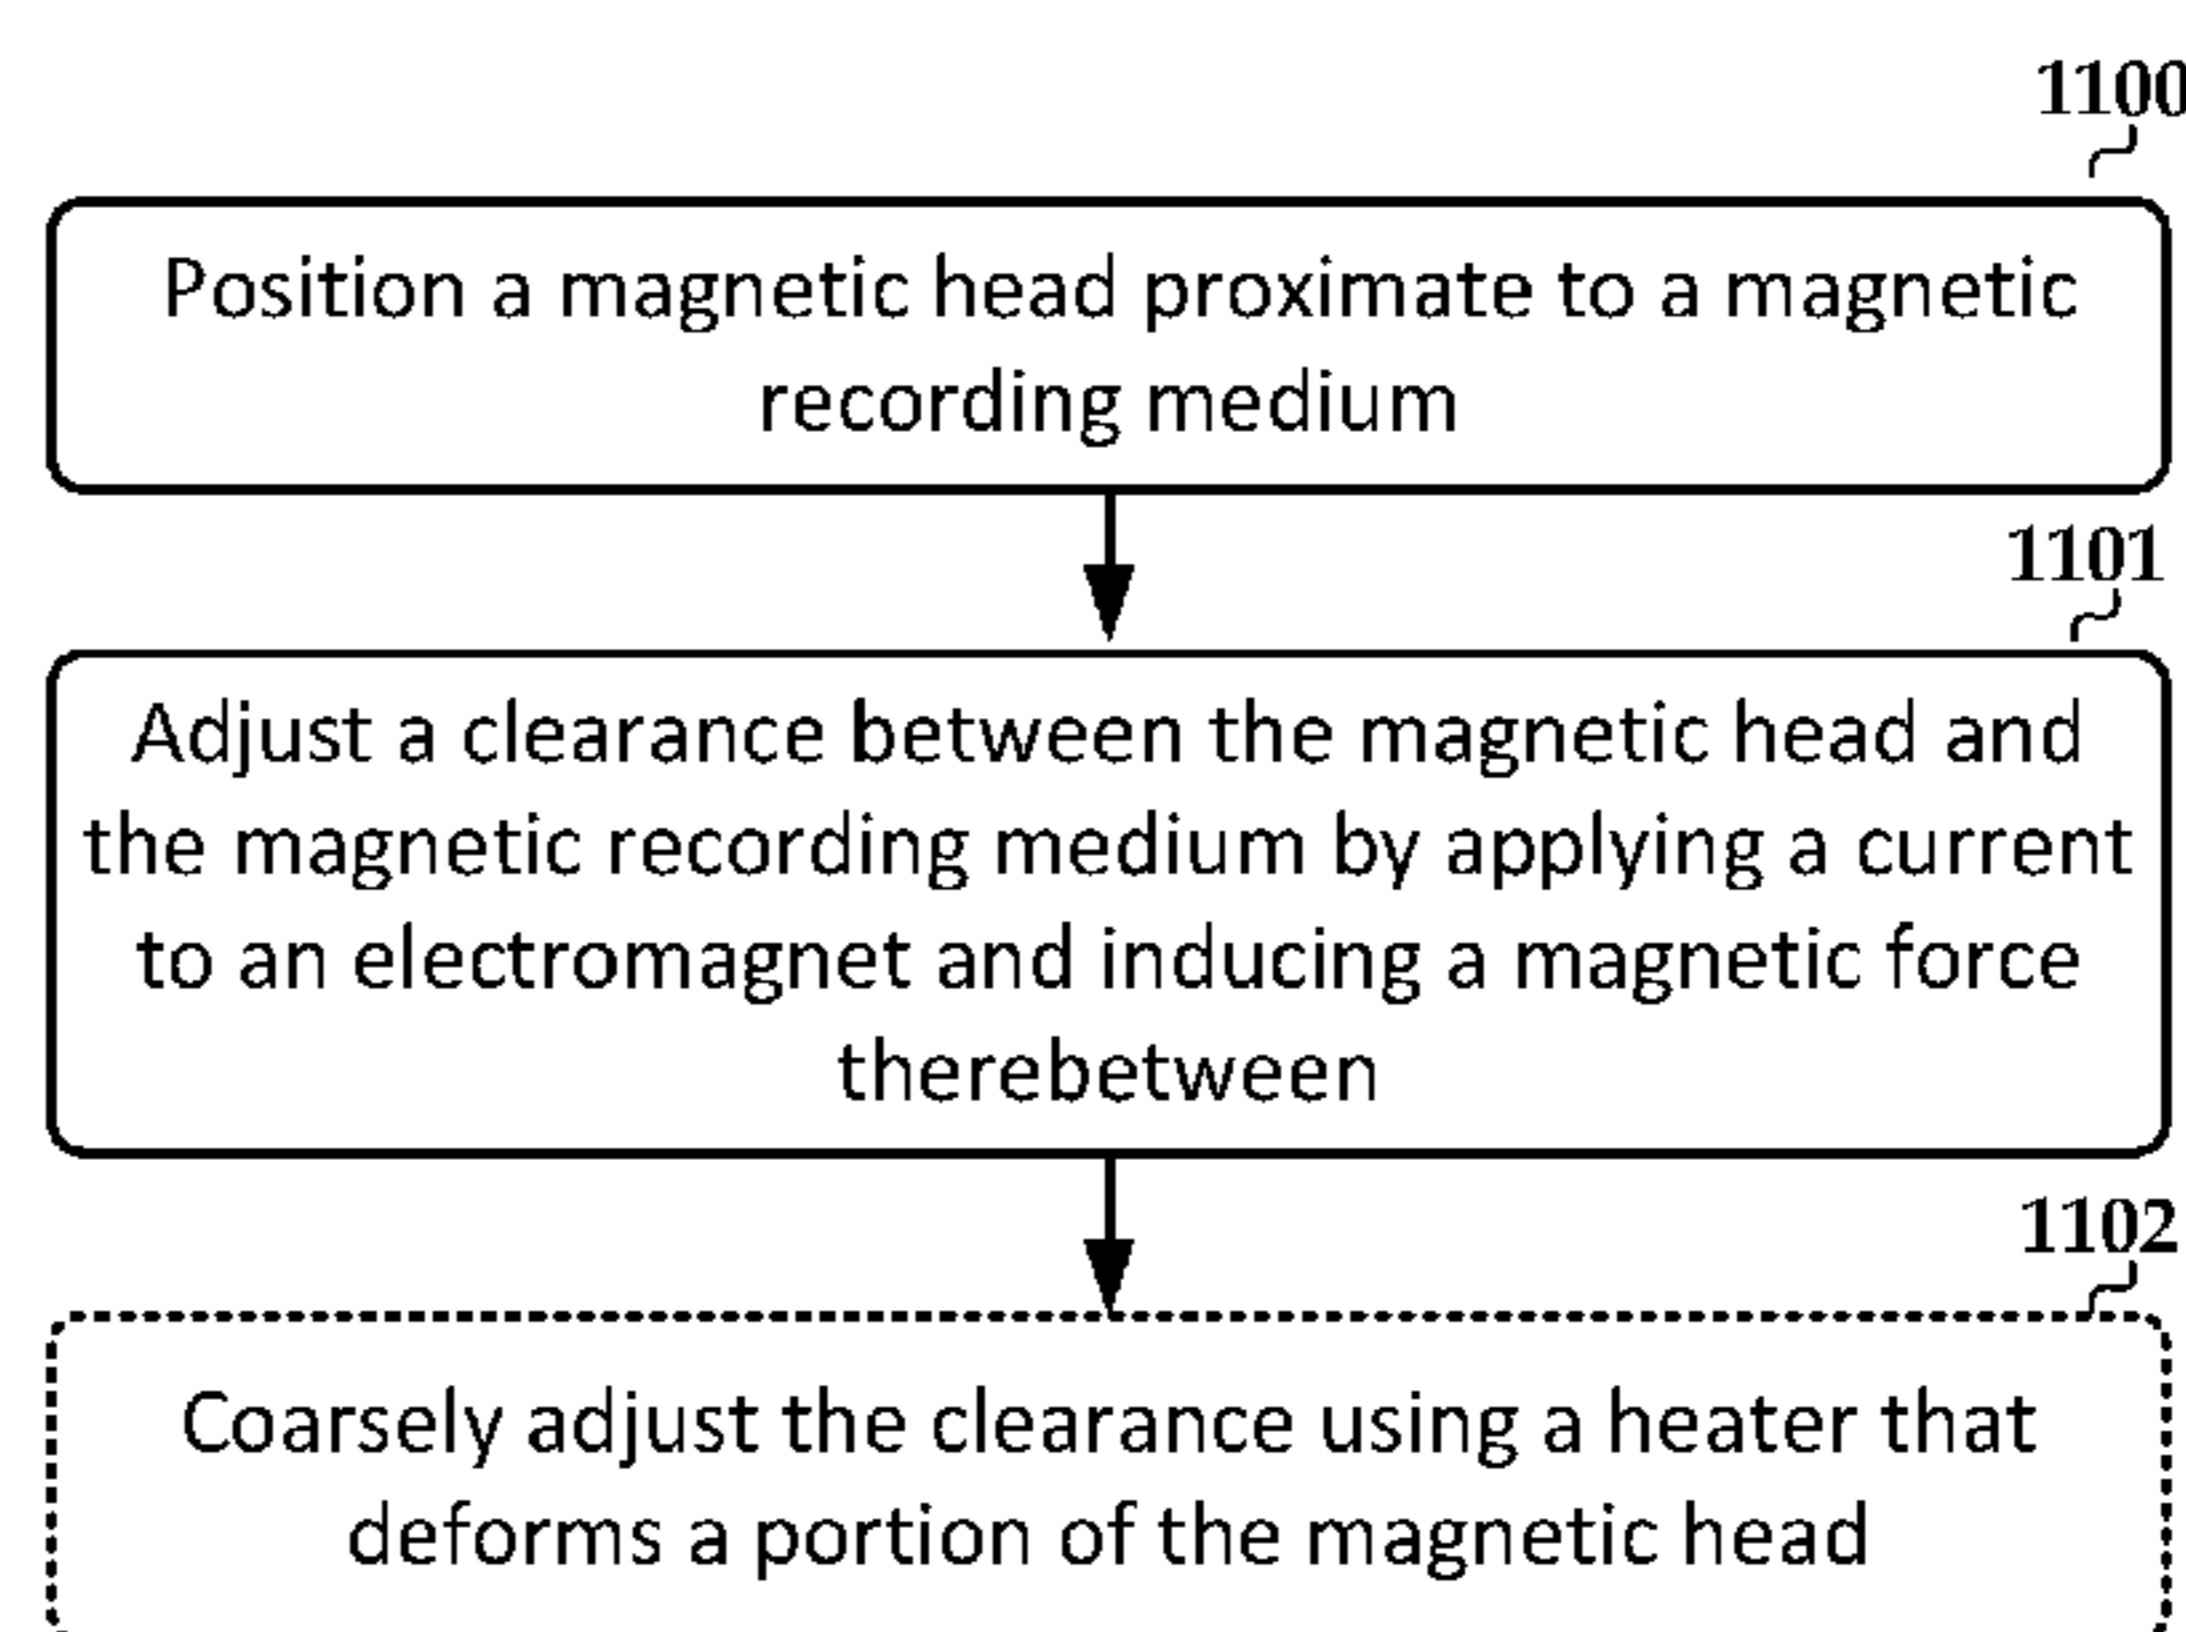 1100
Position a magnetic head proximate to a magnetic
recording medium
1101
Adjust a clearance between the magnetic head and
the magnetic recording medium by applying a current
to an electromagnet and inducing a magnetic force
therebetween
1102
Coarsely adjust the clearance using a heater that
deforms a portion of the magnetic head